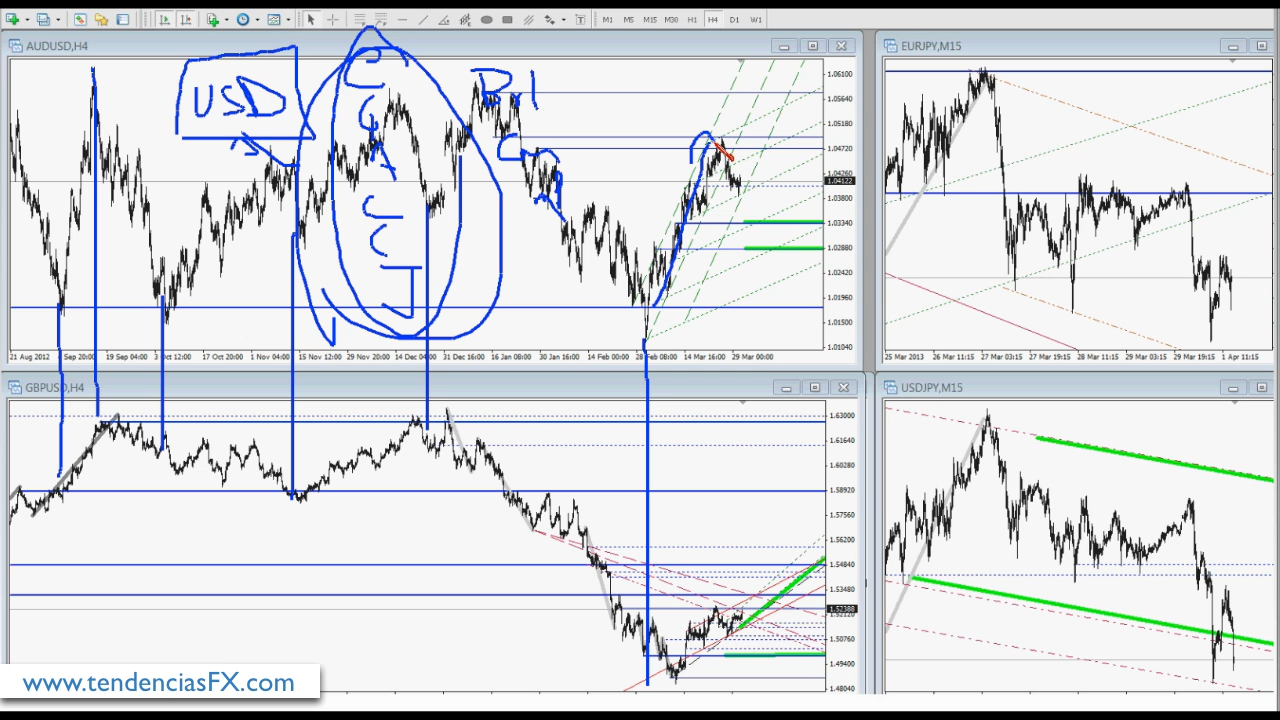 M1 M5 M15 M30 H1 H4 D1 W1
AUDUSD,H4
1.06100
1.05640
1.05180
1.04720
1.04260
1.04122
1.03800
1.03340
1.02880
1.02420
1.01960
1.01500
1.01040
21 Aug 2012
Sep 20:00
19 Sep 04:00
3 Oct 12:00
17 Oct 20:00
1 Nov 04:00
15 Nov 12:00
29 Nov 20:00
14 Dec 04:00
31 Dec 16:00
16 Jan 08:00
30 Jan 16:00
14 Feb 00:00
28 Feb 08:00
14 Mar 16:00
29 Mar 00:00
USD
EURJPY,M15
25 Mar 2013
26 Mar 11:15
27 Mar 03:15
27 Mar 19:15
28 Mar 11:15
29 Mar 03:15
29 Mar 19:15
1 Apr 11:15
GBPUSD,H4
1.63000
1.61640
1.60280
1.58920
1.57560
1.56200
1.54840
1.53480
1.52388
1.52120
1.50760
1.49400
1.48040
USDJPY,M15
www.tendenciasFX.com